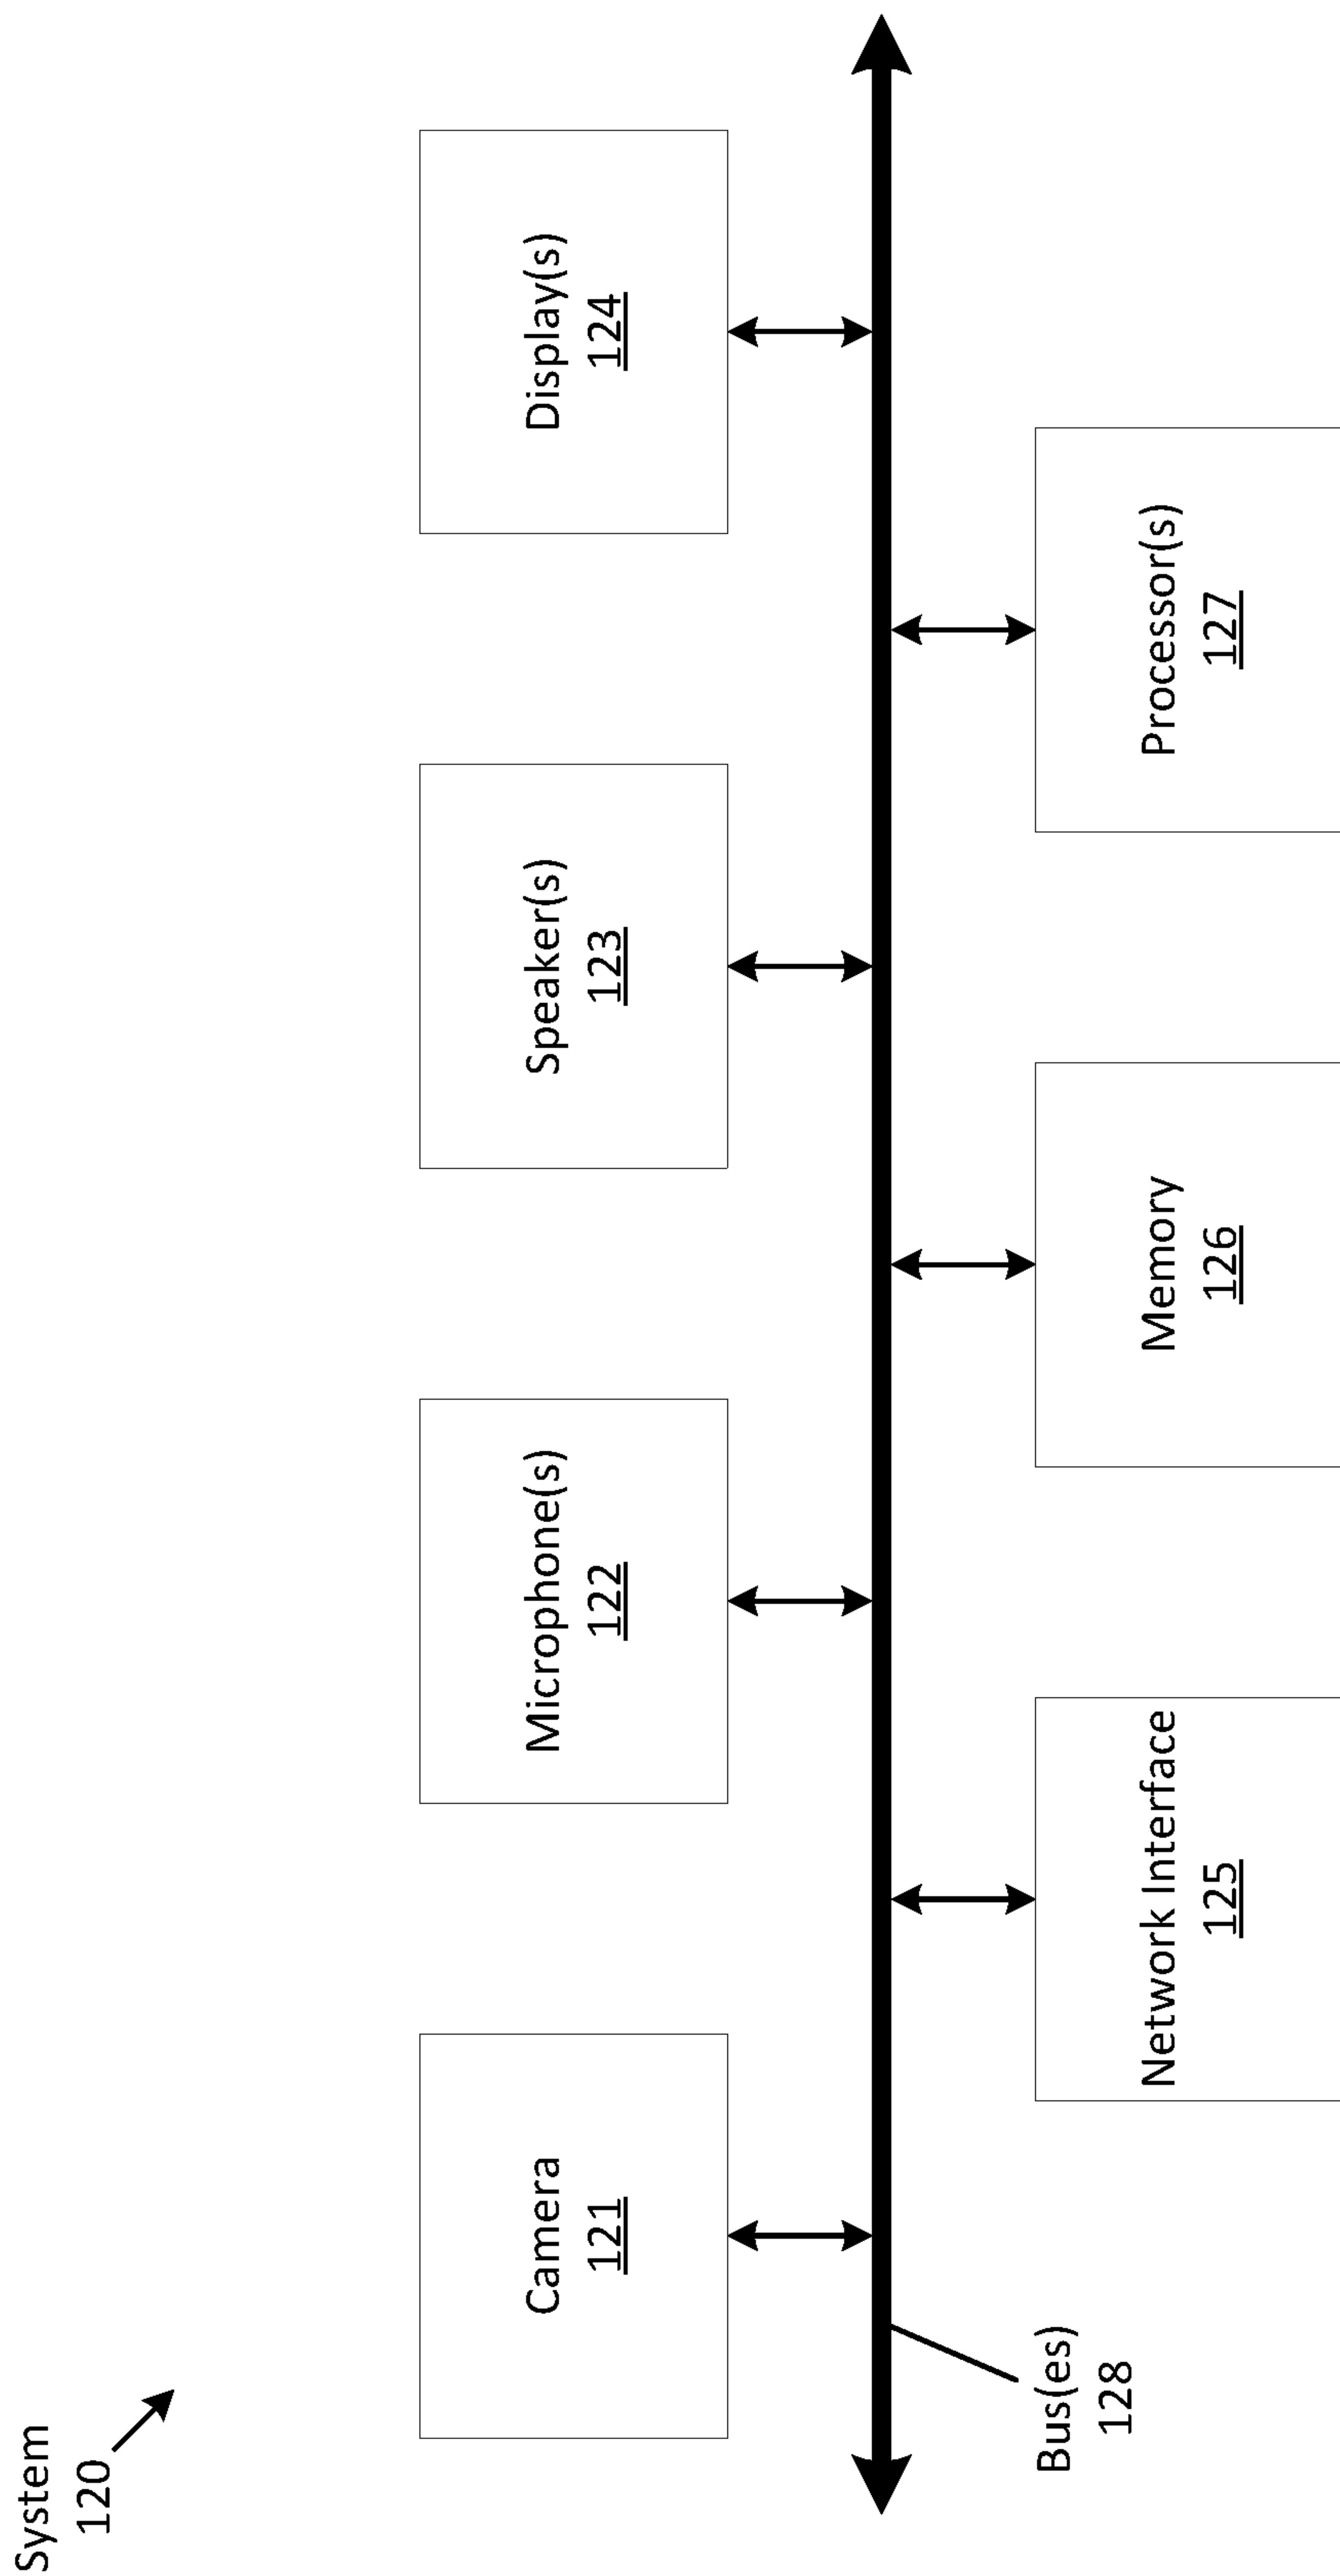 System
120
Camera
121
Microphone(s)
122
Speaker(s)
123
Display(s)
124
Bus(es)
128
Network Interface
125
Memory
126
Processor(s)
127